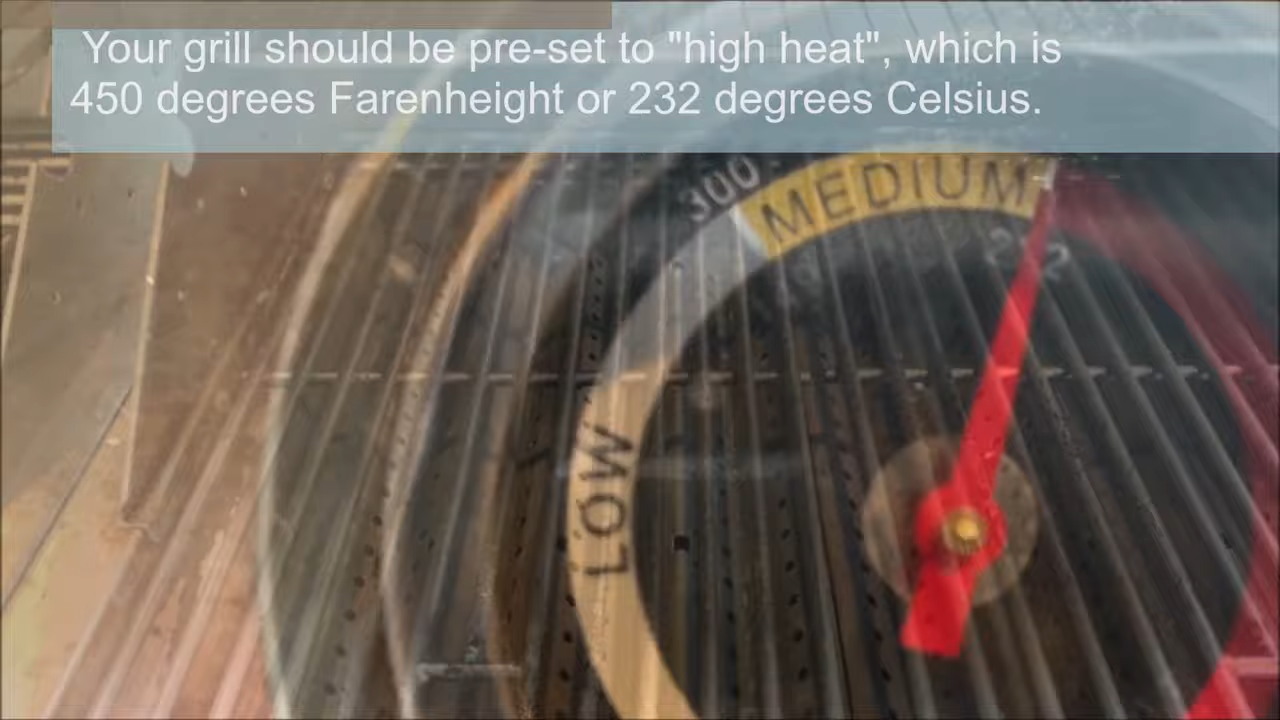 Your grill should be pre-set to "high heat", which is
450 degrees Farenheight or 232 degrees Celsius.
300
MEDIUM
LOW